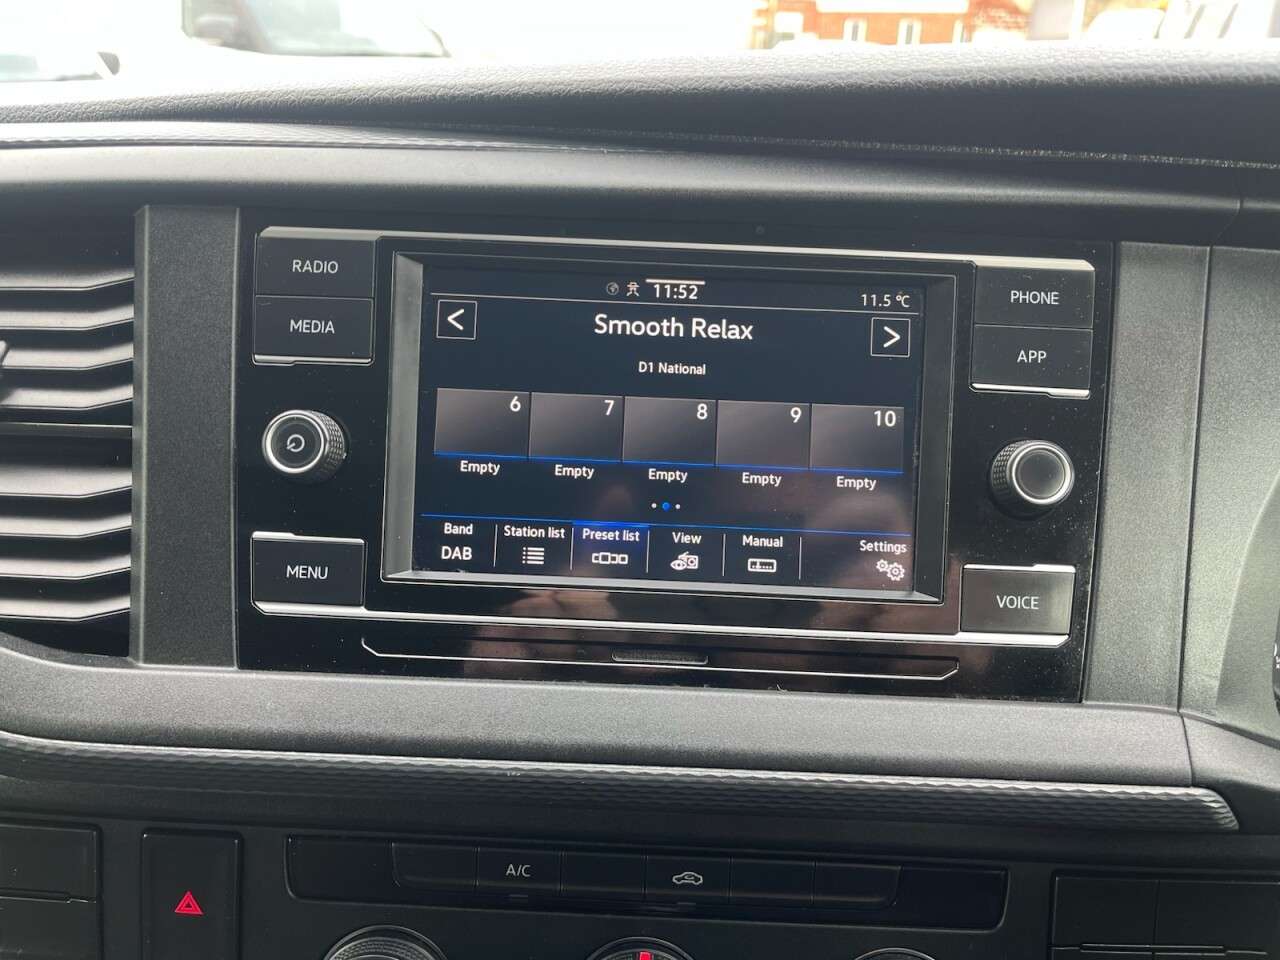 RADIO
MEDIA
MENU
PHONE
APP
VOICE
11:52
11.5 °C
<
Smooth Relax
>
D1 National
6 7 8 9 10
Empty Empty Empty Empty Empty
Band Station list Preset list View Manual Settings
DAB
A/C